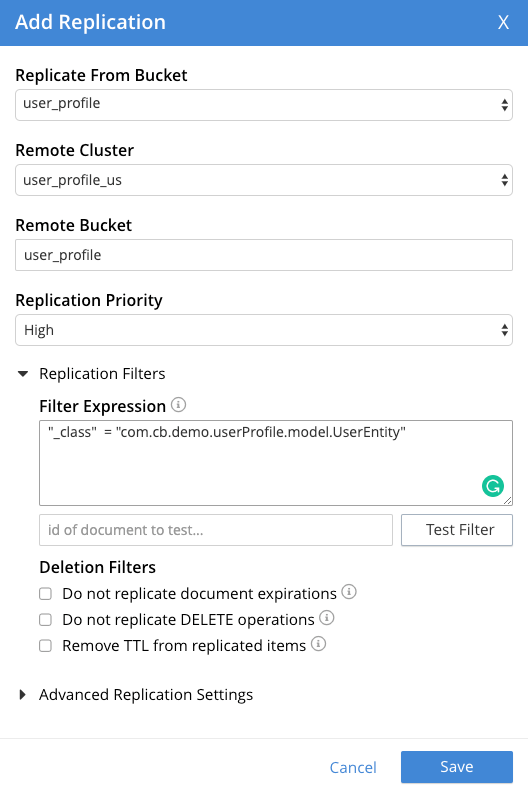 Add Replication X
Replicate From Bucket
user_profile
Remote Cluster
user_profile_us
Remote Bucket
user_profile
Replication Priority
High
Replication Filters
Filter Expression
"_class"  = "com.cb.demo.userProfile.model.UserEntity"
id of document to test... Test Filter
Deletion Filters
Do not replicate document expirations
Do not replicate DELETE operations
Remove TTL from replicated items
Advanced Replication Settings
Cancel Save